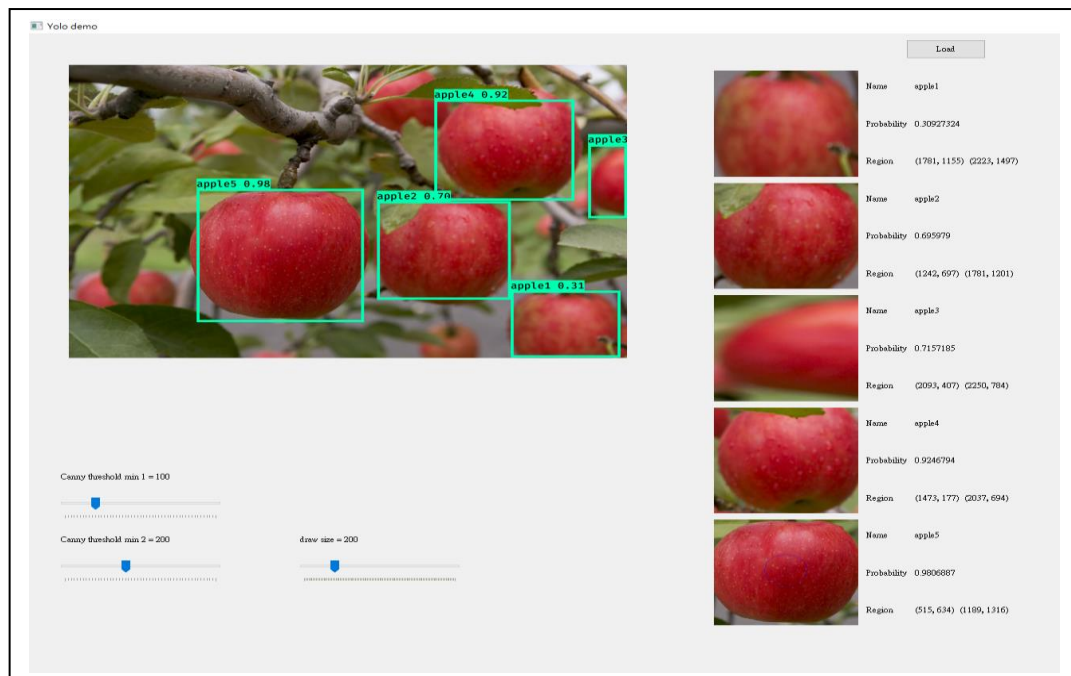 Yolo demo
Load
apple4 0.92
apple3
apple5 0.98
apple2 0.70
apple1 0.31
Name apple1
Probability 0.30927324
Region (1781, 1155) (2223, 1497)
Name apple2
Probability 0.695979
Region (1242, 697) (1781, 1201)
Name apple3
Probability 0.7157185
Region (2093, 407) (2250, 784)
Name apple4
Probability 0.9246794
Region (1473, 177) (2037, 694)
Name apple5
Probability 0.9806887
Region (515, 634) (1189, 1316)
Canny threshold min 1 = 100
Canny threshold min 2 = 200
draw size = 200